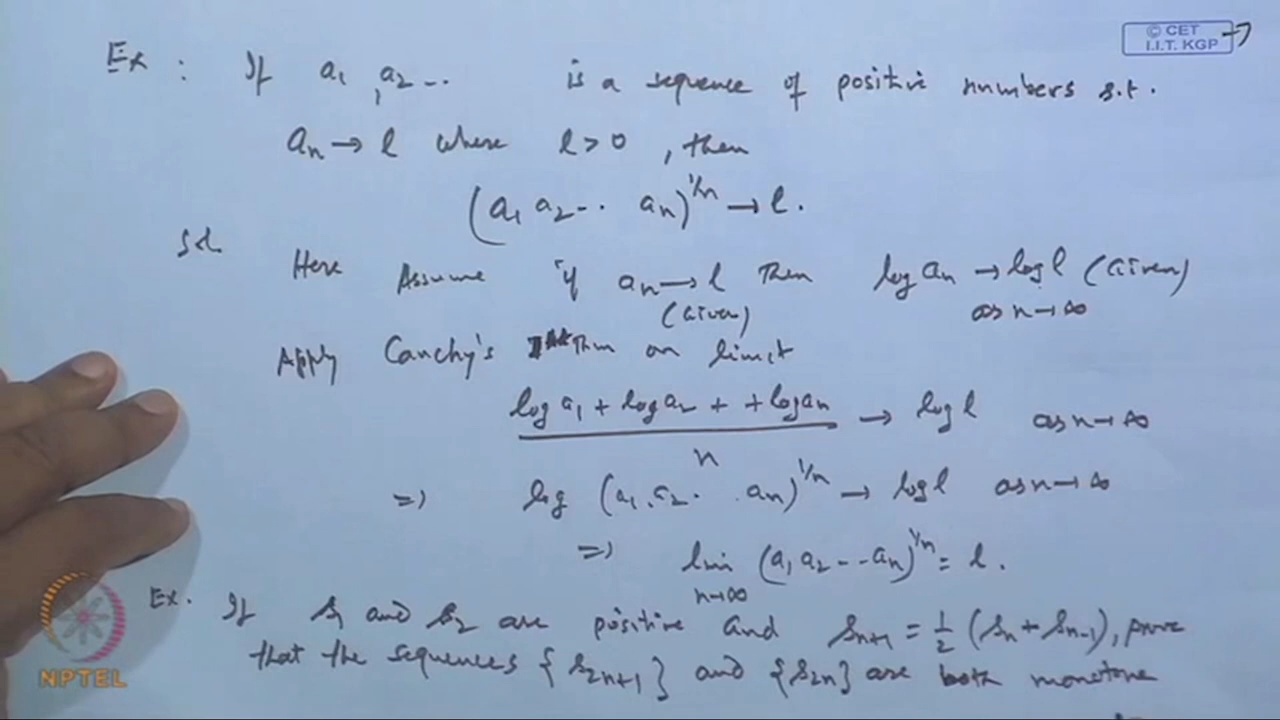 © CET
I.I.T. KGP
Ex : If a1, a2 .. is a sequence of positive numbers s.t.
an → l where l > 0, then
(a1 a2 -- an)^1/n → l.
Sol. Here Assume if an → l Then log an → log l (Given)
(Given) as n → ∞
Apply Cauchy's Thm on limit
log a1 + log a2 + + log an / n → log l as n → ∞
=) log (a1. a2 . . an)^1/n → log l as n → ∞
=) lim n→∞ (a1 a2 --- an)^1/n = l.
Ex. If s1 and s2 are positive and sn+1 = 1/2 (sn + sn-1), prove
that the sequences {s2n+1} and {s2n} are both monotone
NPTEL